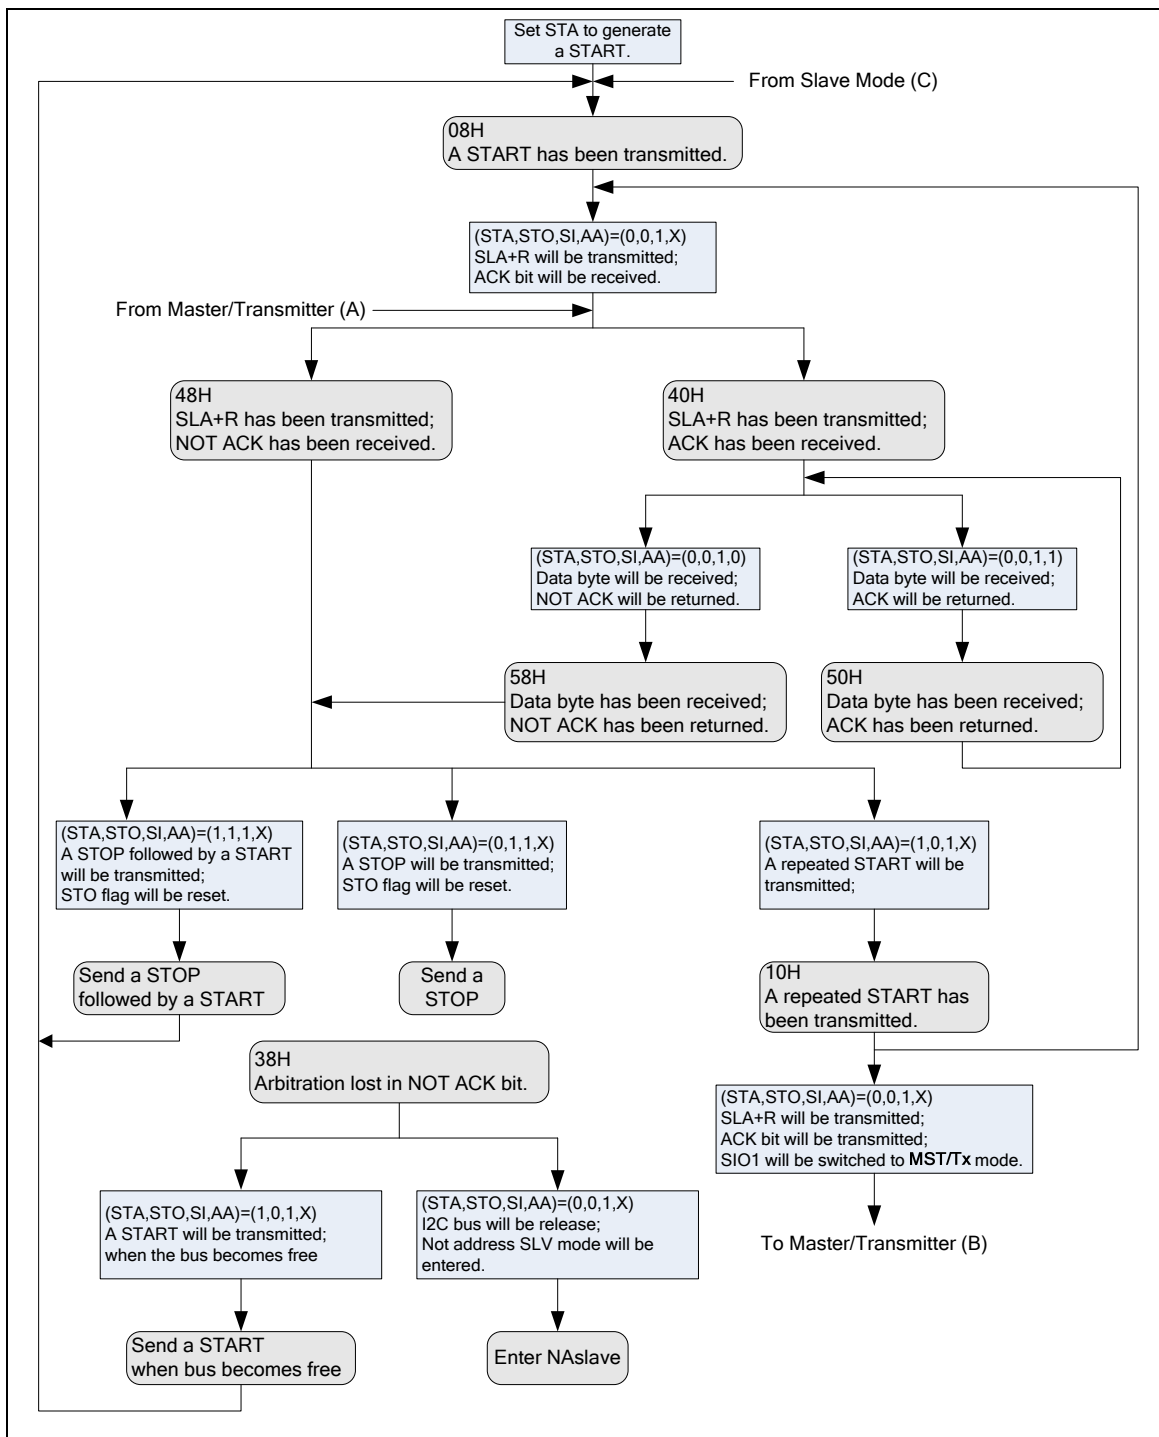 Set STA to generate
a START.
From Slave Mode (C)
08H
A START has been transmitted.
(STA,STO,SI,AA)=(0,0,1,X)
SLA+R will be transmitted;
ACK bit will be received.
From Master/Transmitter (A)
48H
SLA+R has been transmitted;
NOT ACK has been received.
40H
SLA+R has been transmitted;
ACK has been received.
(STA,STO,SI,AA)=(0,0,1,0)
Data byte will be received;
NOT ACK will be returned.
(STA,STO,SI,AA)=(0,0,1,1)
Data byte will be received;
ACK will be returned.
58H
Data byte has been received;
NOT ACK has been returned.
50H
Data byte has been received;
ACK has been returned.
(STA,STO,SI,AA)=(1,1,1,X)
A STOP followed by a START
will be transmitted;
STO flag will be reset.
(STA,STO,SI,AA)=(0,1,1,X)
A STOP will be transmitted;
STO flag will be reset.
(STA,STO,SI,AA)=(1,0,1,X)
A repeated START will be
transmitted;
Send a STOP
followed by a START
Send a
STOP
10H
A repeated START has
been transmitted.
38H
Arbitration lost in NOT ACK bit.
(STA,STO,SI,AA)=(0,0,1,X)
SLA+R will be transmitted;
ACK bit will be transmitted;
SIO1 will be switched to MST/Tx mode.
(STA,STO,SI,AA)=(1,0,1,X)
A START will be transmitted;
when the bus becomes free
(STA,STO,SI,AA)=(0,0,1,X)
I2C bus will be release;
Not address SLV mode will be
entered.
To Master/Transmitter (B)
Send a START
when bus becomes free
Enter NAslave